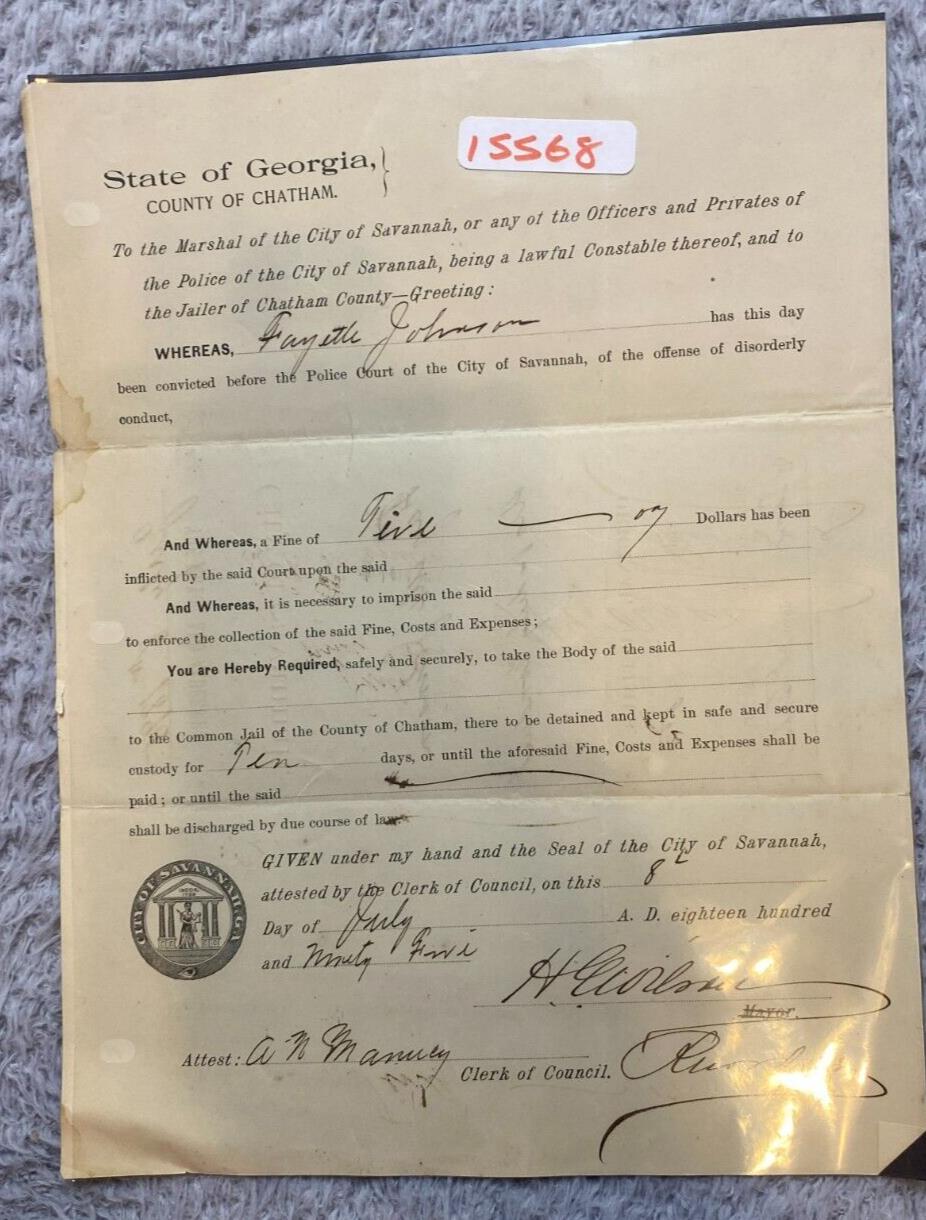 15568
State of Georgia,
COUNTY OF CHATHAM.
To the Marshal of the City of Savannah, or any of the Officers and Privates of
the Police of the City of Savannah, being a lawful Constable thereof, and to
the Jailer of Chatham County—Greeting:
WHEREAS, Fayette Johnson has this day
been convicted before the Police Court of the City of Savannah, of the offense of disorderly
conduct,
And Whereas, a Fine of Five Dollars has been
inflicted by the said Court upon the said
And Whereas, it is necessary to imprison the said
to enforce the collection of the said Fine, Costs and Expenses;
You are Hereby Required, safely and securely, to take the Body of the said
to the Common Jail of the County of Chatham, there to be detained and kept in safe and secure
custody for Ten days, or until the aforesaid Fine, Costs and Expenses shall be
paid; or until the said
shall be discharged by due course of law.
GIVEN under my hand and the Seal of the City of Savannah,
attested by the Clerk of Council, on this 8
Day of July A. D. eighteen hundred
and Ninety Five
CITY OF SAVANNAH, GA
Mayor.
Attest: A N Manucy Clerk of Council.